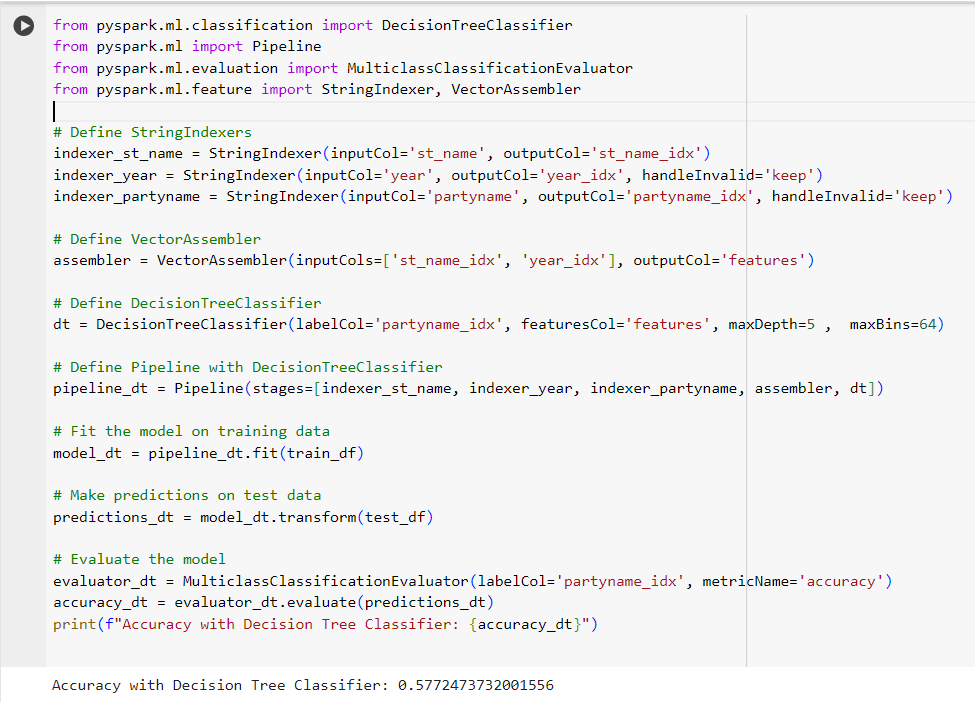 from pyspark.ml.classification import DecisionTreeClassifier
from pyspark.ml import Pipeline
from pyspark.ml.evaluation import MulticlassClassificationEvaluator
from pyspark.ml.feature import StringIndexer, VectorAssembler
# Define StringIndexers
indexer_st_name = StringIndexer(inputCol='st_name', outputCol='st_name_idx')
indexer_year = StringIndexer(inputCol='year', outputCol='year_idx', handleInvalid='keep')
indexer_partyname = StringIndexer(inputCol='partyname', outputCol='partyname_idx', handleInvalid='keep')
# Define VectorAssembler
assembler = VectorAssembler(inputCols=['st_name_idx', 'year_idx'], outputCol='features')
# Define DecisionTreeClassifier
dt = DecisionTreeClassifier(labelCol='partyname_idx', featuresCol='features', maxDepth=5 ,  maxBins=64)
# Define Pipeline with DecisionTreeClassifier
pipeline_dt = Pipeline(stages=[indexer_st_name, indexer_year, indexer_partyname, assembler, dt])
# Fit the model on training data
model_dt = pipeline_dt.fit(train_df)
# Make predictions on test data
predictions_dt = model_dt.transform(test_df)
# Evaluate the model
evaluator_dt = MulticlassClassificationEvaluator(labelCol='partyname_idx', metricName='accuracy')
accuracy_dt = evaluator_dt.evaluate(predictions_dt)
print(f"Accuracy with Decision Tree Classifier: {accuracy_dt}")
Accuracy with Decision Tree Classifier: 0.5772473732001556